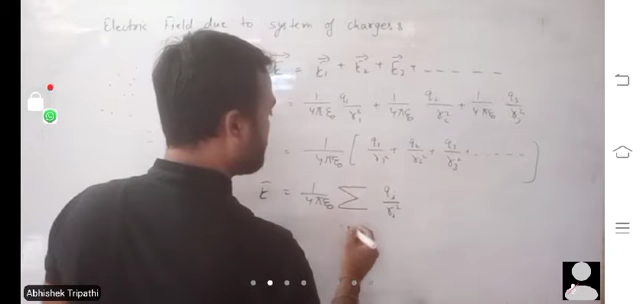 Electric Field due to system of charges
E⃗ = E⃗₁ + E⃗₂ + E⃗₃ + - - - - - -
= 1/4πε₀ q₁/r₁² + 1/4πε₀ q₂/r₂² + 1/4πε₀ q₃/r₃²
= 1/4πε₀ [ q₁/r₁² + q₂/r₂² + q₃/r₃² + - - - - - ]
E⃗ = 1/4πε₀ Σ qᵢ/rᵢ²
Abhishek Tripathi